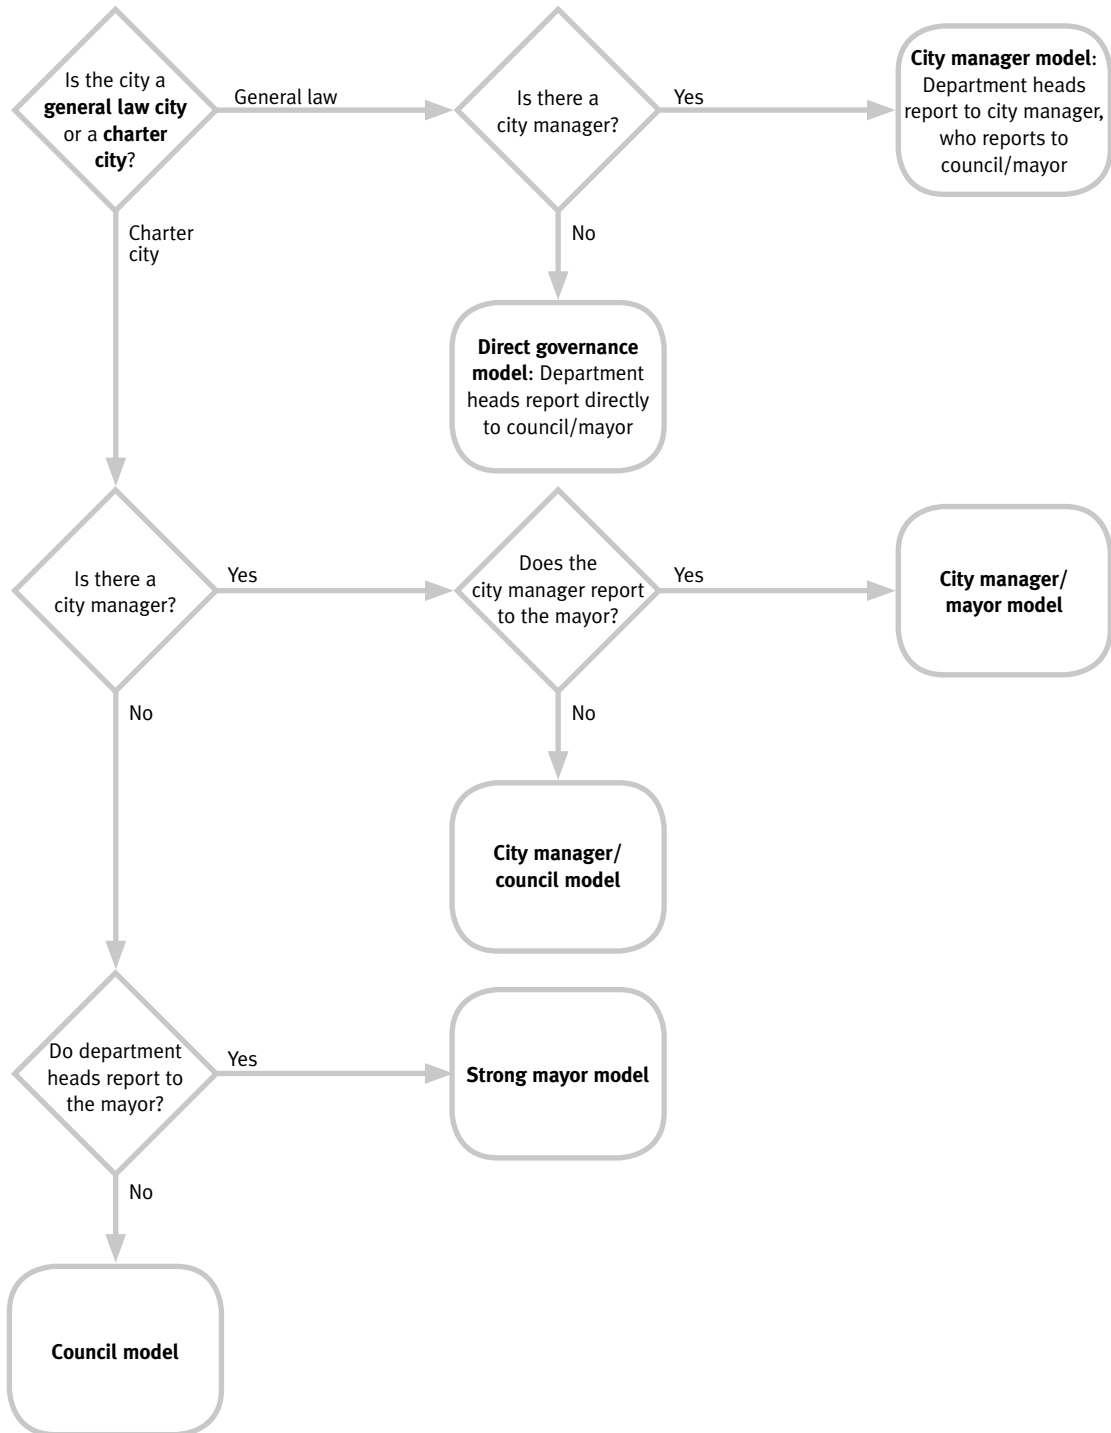 Is the city a
general law city
or a charter
city?
General law
Is there a
city manager?
Yes
City manager model:
Department heads
report to city manager,
who reports to
council/mayor
Charter
city
No
Direct governance
model: Department
heads report directly
to council/mayor
Is there a
city manager?
Yes
Does the
city manager report
to the mayor?
Yes
City manager/
mayor model
No
No
City manager/
council model
Do department
heads report to
the mayor?
Yes
Strong mayor model
No
Council model